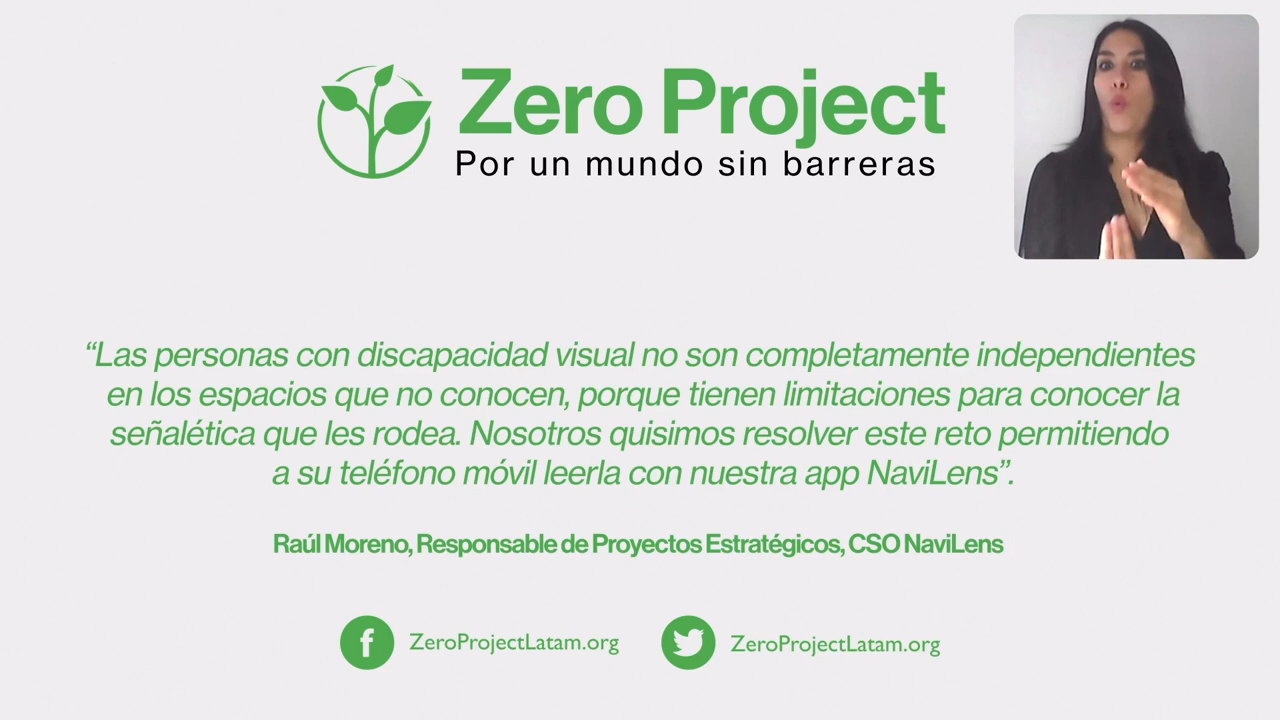 Zero Project
Por un mundo sin barreras
“Las personas con discapacidad visual no son completamente independientes
en los espacios que no conocen, porque tienen limitaciones para conocer la
señalética que les rodea. Nosotros quisimos resolver este reto permitiendo
a su teléfono móvil leerla con nuestra app NaviLens”.
Raúl Moreno, Responsable de Proyectos Estratégicos, CSO NaviLens
ZeroProjectLatam.org
ZeroProjectLatam.org